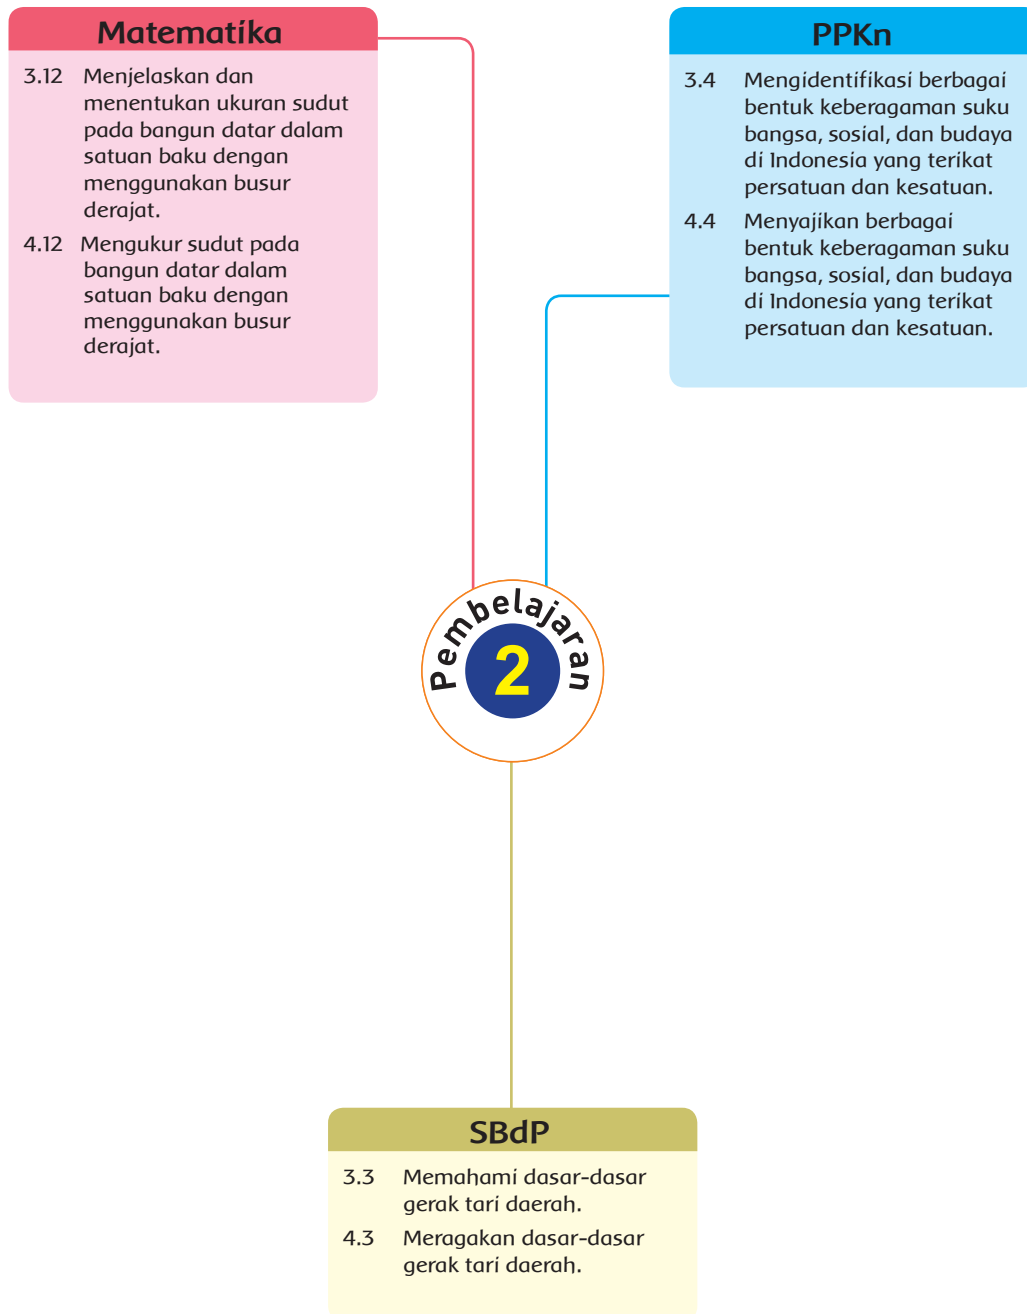 Matematika
3.12 Menjelaskan dan
menentukan ukuran sudut
pada bangun datar dalam
satuan baku dengan
menggunakan busur
derajat.
4.12 Mengukur sudut pada
bangun datar dalam
satuan baku dengan
menggunakan busur
derajat.
PPKn
3.4 Mengidentifikasi berbagai
bentuk keberagaman suku
bangsa, sosial, dan budaya
di Indonesia yang terikat
persatuan dan kesatuan.
4.4 Menyajikan berbagai
bentuk keberagaman suku
bangsa, sosial, dan budaya
di Indonesia yang terikat
persatuan dan kesatuan.
Pembelajaran
2
SBdP
3.3 Memahami dasar-dasar
gerak tari daerah.
4.3 Meragakan dasar-dasar
gerak tari daerah.